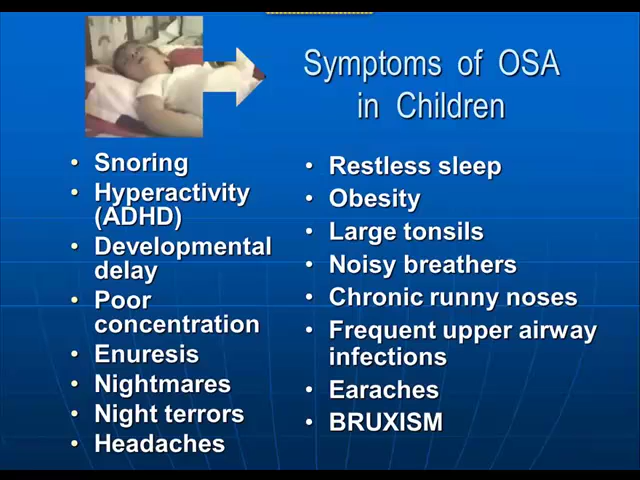 Symptoms of OSA
in Children
• Snoring
• Hyperactivity
(ADHD)
• Developmental
delay
• Poor
concentration
• Enuresis
• Nightmares
• Night terrors
• Headaches
• Restless sleep
• Obesity
• Large tonsils
• Noisy breathers
• Chronic runny noses
• Frequent upper airway
infections
• Earaches
• BRUXISM